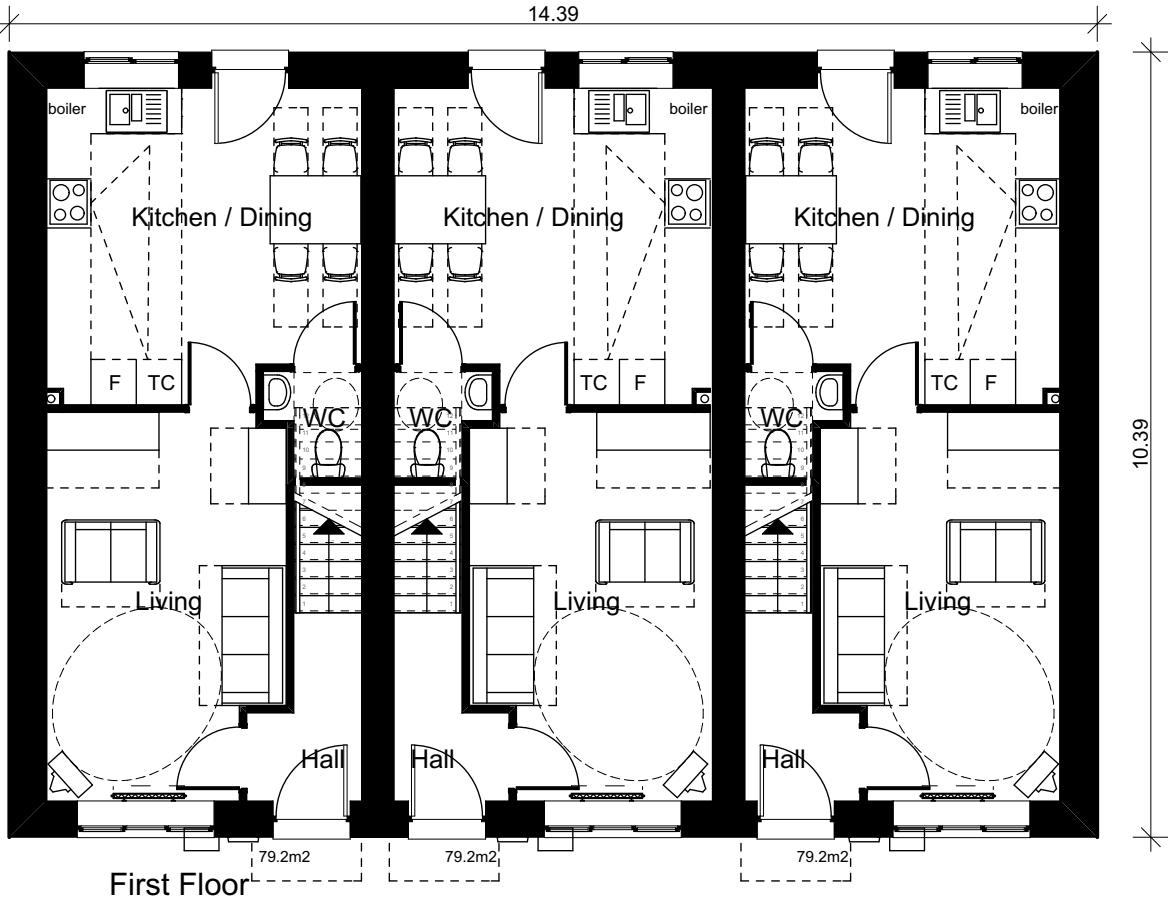 14.39
boiler
boiler
boiler
Kitchen / Dining
Kitchen / Dining
Kitchen / Dining
F
TC
TC
F
TC
F
WC
WC
WC
10.39
Living
Living
Living
Hall
Hall
Hall
79.2m2
79.2m2
79.2m2
First Floor